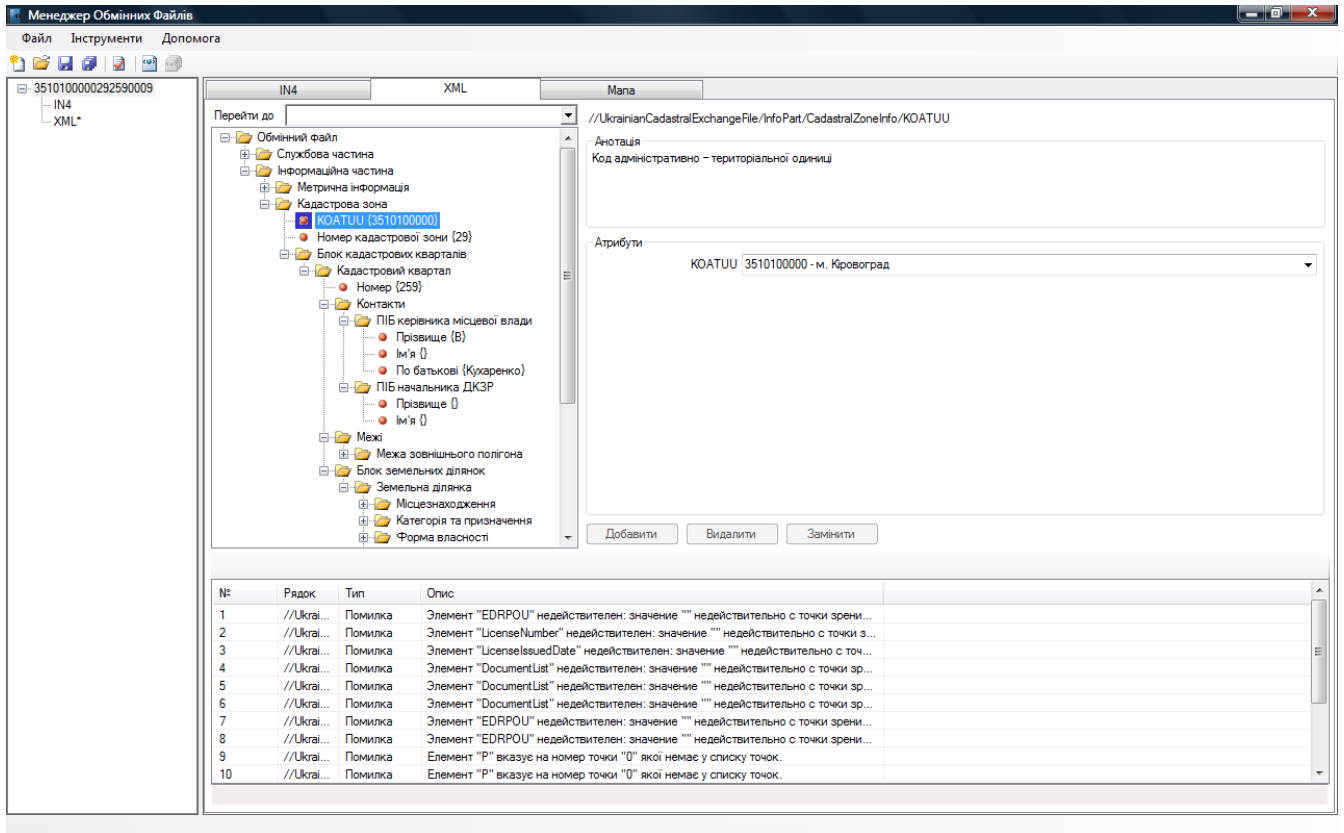 Менеджер Обмінних Файлів
Файл Інструменти Допомога
3510100000292590009
IN4
XML*
IN4 XML Мапа
Перейти до
Обмінний файл
Службова частина
Інформаційна частина
Метрична інформація
Кадастрова зона
KOATUU {3510100000}
Номер кадастрової зони {29}
Блок кадастрових кварталів
Кадастровий квартал
Номер {259}
Контакти
ПІБ керівника місцевої влади
Прізвище {В}
Ім'я {}
По батькові {Кухаренко}
ПІБ начальника ДКЗР
Прізвище {}
Ім'я {}
Межі
Межа зовнішнього полігона
Блок земельних ділянок
Земельна ділянка
Місцезнаходження
Категорія та призначення
Форма власності
//UkrainianCadastralExchangeFile/InfoPart/CadastralZoneInfo/KOATUU
Анотація
Код адміністративно – територіальної одиниці
Атрибути
KOATUU 3510100000 - м. Кіровоград
Добавити Видалити Замінити
№ Рядок Тип Опис
1 //Ukrai... Помилка Элемент "EDRPOU" недействителен: значение "" недействительно с точки зрени...
2 //Ukrai... Помилка Элемент "LicenseNumber" недействителен: значение "" недействительно с точки з...
3 //Ukrai... Помилка Элемент "LicenseIssuedDate" недействителен: значение "" недействительно с точ...
4 //Ukrai... Помилка Элемент "DocumentList" недействителен: значение "" недействительно с точки зр...
5 //Ukrai... Помилка Элемент "DocumentList" недействителен: значение "" недействительно с точки зр...
6 //Ukrai... Помилка Элемент "DocumentList" недействителен: значение "" недействительно с точки зр...
7 //Ukrai... Помилка Элемент "EDRPOU" недействителен: значение "" недействительно с точки зрени...
8 //Ukrai... Помилка Элемент "EDRPOU" недействителен: значение "" недействительно с точки зрени...
9 //Ukrai... Помилка Елемент "P" вказує на номер точки "0" якої немає у списку точок.
10 //Ukrai... Помилка Елемент "P" вказує на номер точки "0" якої немає у списку точок.